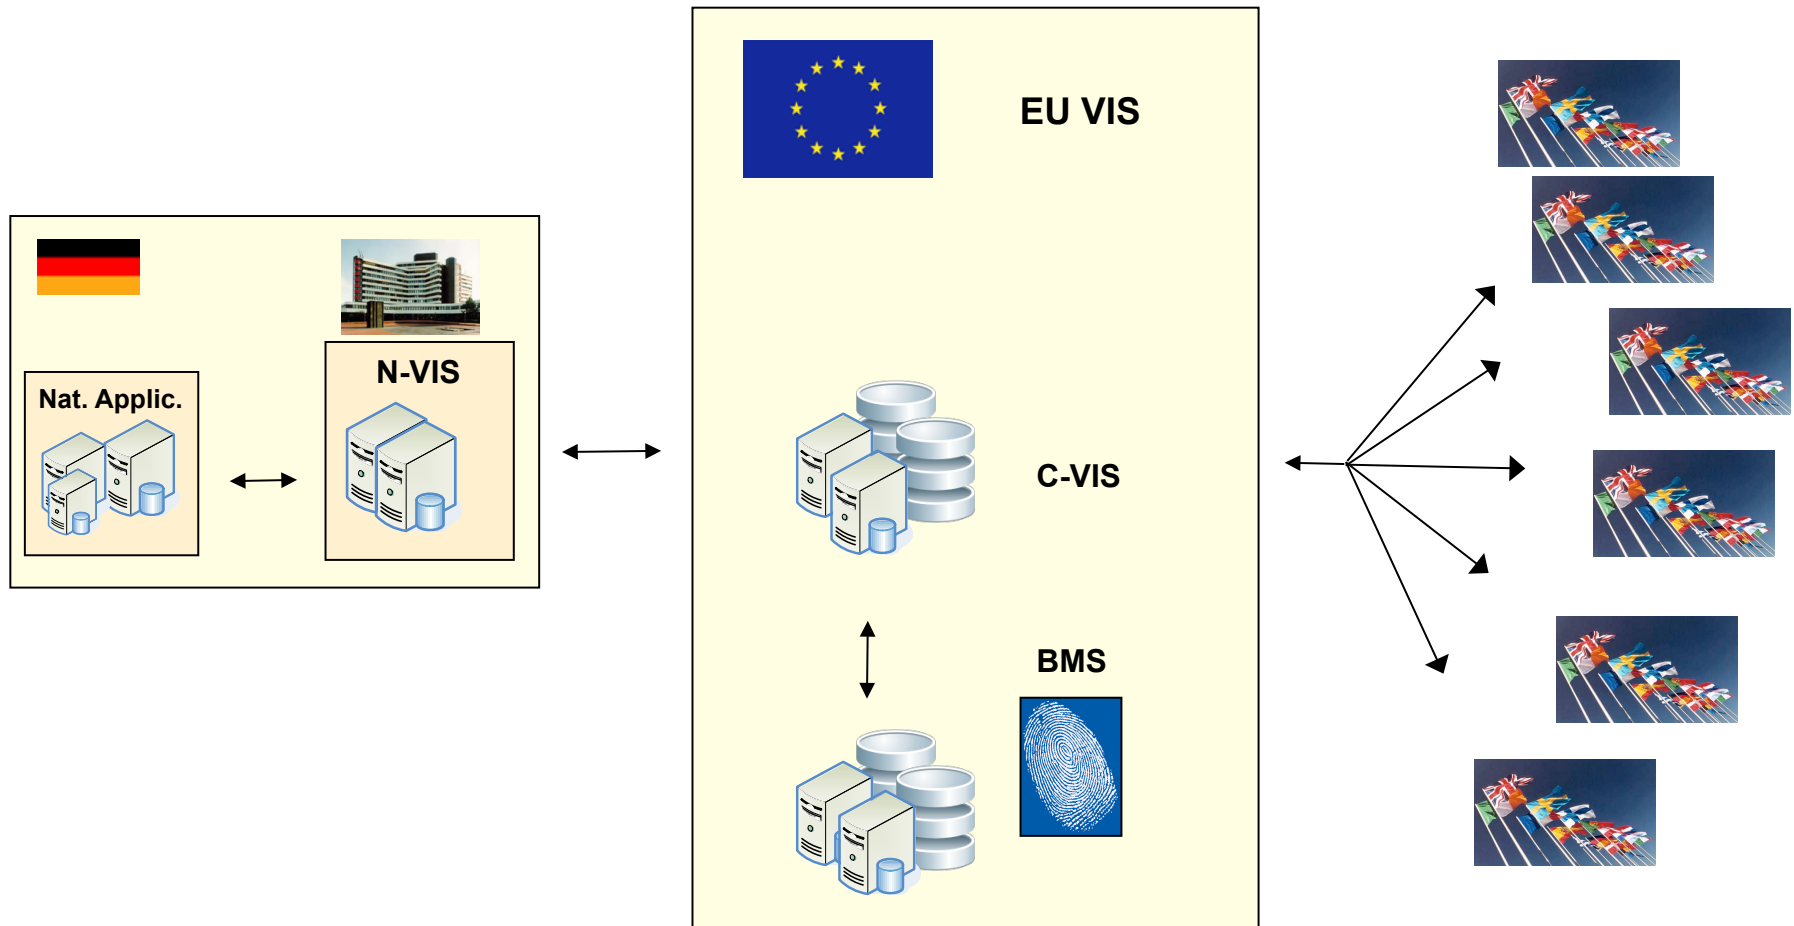 EU VIS
N-VIS
Nat. Applic.
C-VIS
BMS